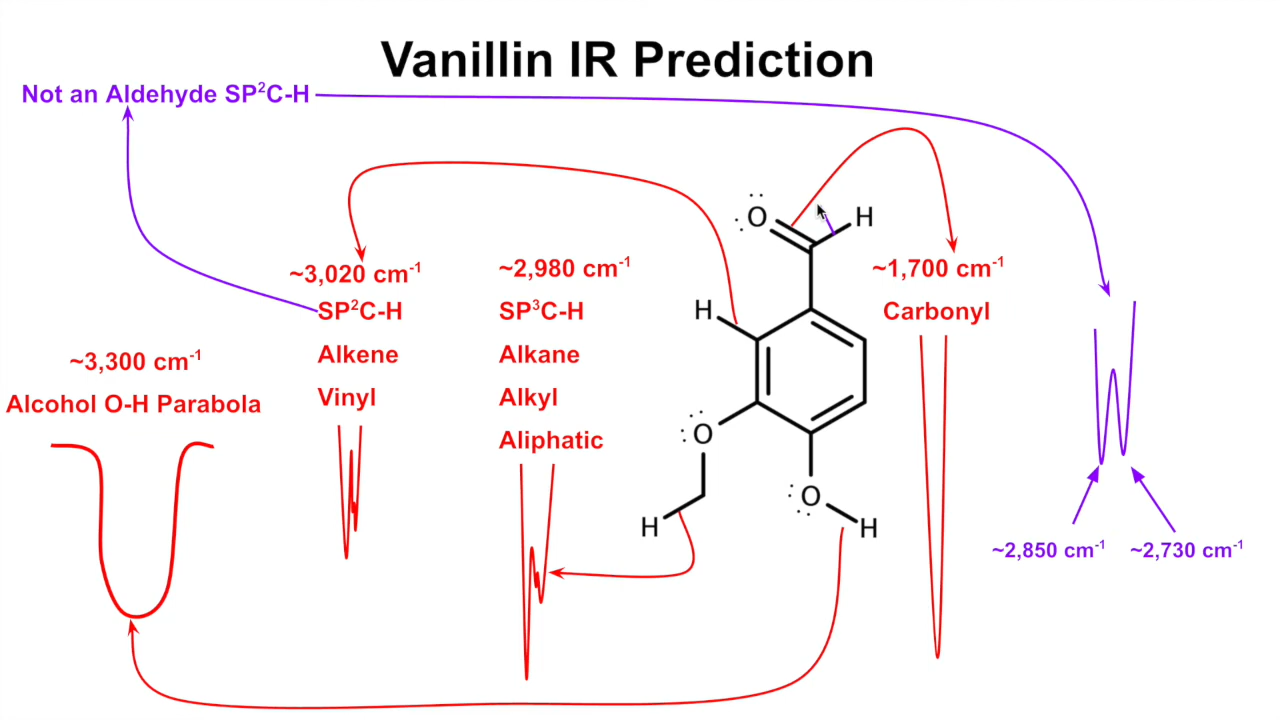 Vanillin IR Prediction
Not an Aldehyde SP²C-H
~3,300 cm⁻¹
Alcohol O-H Parabola
~3,020 cm⁻¹
SP²C-H
Alkene
Vinyl
~2,980 cm⁻¹
SP³C-H
Alkane
Alkyl
Aliphatic
O
H
H
O
H
O
H
~1,700 cm⁻¹
Carbonyl
~2,850 cm⁻¹
~2,730 cm⁻¹